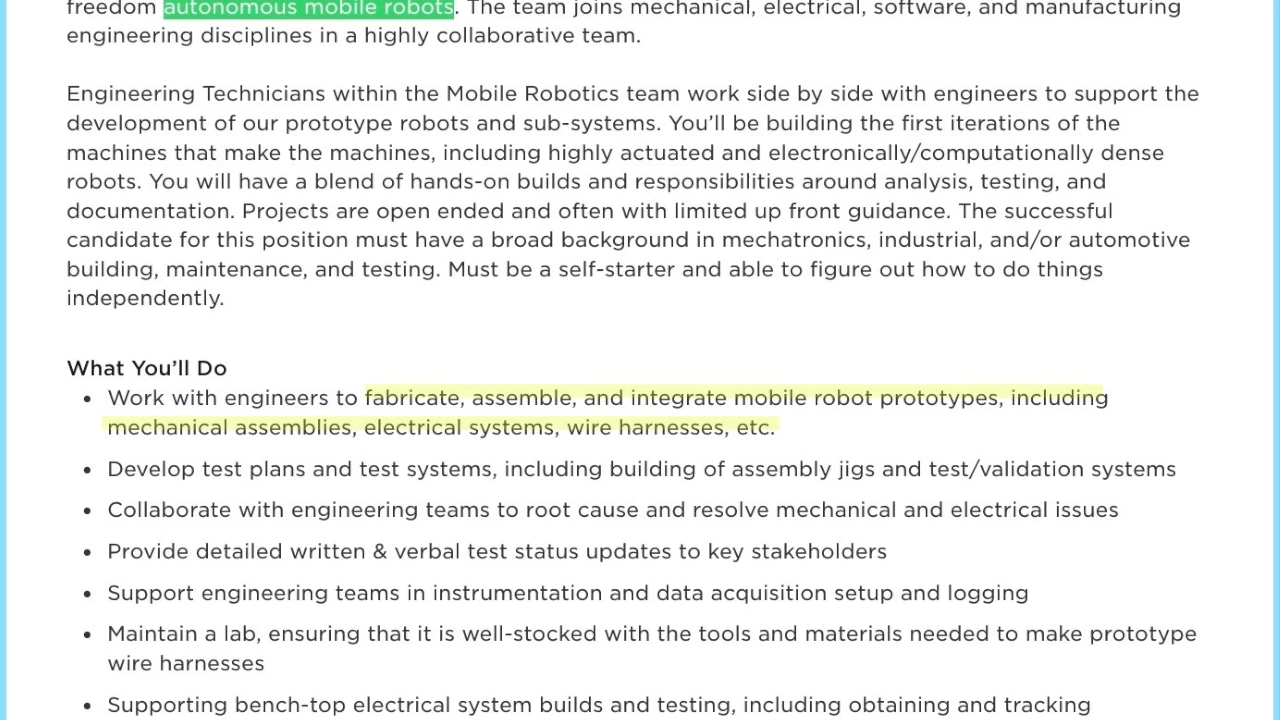 freedom autonomous mobile robots. The team joins mechanical, electrical, software, and manufacturing
engineering disciplines in a highly collaborative team.
Engineering Technicians within the Mobile Robotics team work side by side with engineers to support the
development of our prototype robots and sub-systems. You’ll be building the first iterations of the
machines that make the machines, including highly actuated and electronically/computationally dense
robots. You will have a blend of hands-on builds and responsibilities around analysis, testing, and
documentation. Projects are open ended and often with limited up front guidance. The successful
candidate for this position must have a broad background in mechatronics, industrial, and/or automotive
building, maintenance, and testing. Must be a self-starter and able to figure out how to do things
independently.
What You’ll Do
• Work with engineers to fabricate, assemble, and integrate mobile robot prototypes, including
mechanical assemblies, electrical systems, wire harnesses, etc.
• Develop test plans and test systems, including building of assembly jigs and test/validation systems
• Collaborate with engineering teams to root cause and resolve mechanical and electrical issues
• Provide detailed written & verbal test status updates to key stakeholders
• Support engineering teams in instrumentation and data acquisition setup and logging
• Maintain a lab, ensuring that it is well-stocked with the tools and materials needed to make prototype
wire harnesses
• Supporting bench-top electrical system builds and testing, including obtaining and tracking